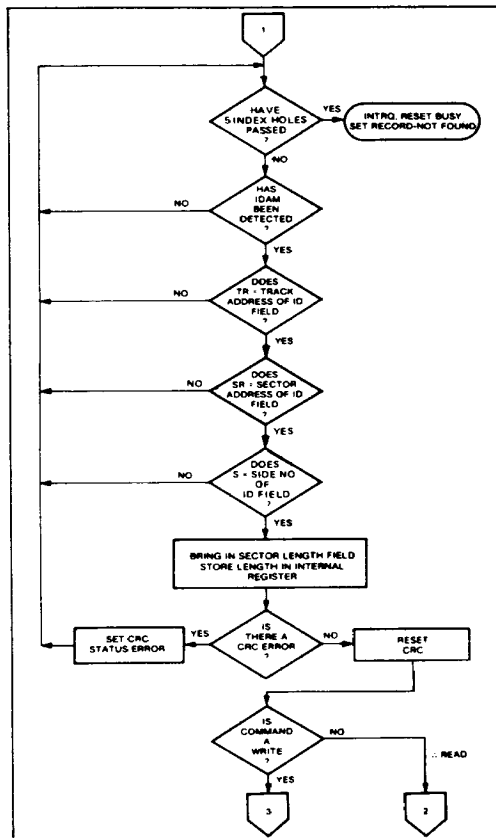 1
HAVE
5 INDEX HOLES
PASSED
?
YES
INTRQ, RESET BUSY
SET RECORD-NOT FOUND
NO
HAS
IDAM
BEEN
DETECTED
?
NO
YES
DOES
TR = TRACK
ADDRESS OF ID
FIELD
?
NO
YES
DOES
SR = SECTOR
ADDRESS OF ID
FIELD
?
NO
YES
DOES
S = SIDE NO
OF
ID FIELD
?
NO
YES
BRING IN SECTOR LENGTH FIELD
STORE LENGTH IN INTERNAL
REGISTER
SET CRC
STATUS ERROR
YES
IS
THERE A
CRC ERROR
?
NO
RESET
CRC
IS
COMMAND
A
WRITE
?
NO
∴ READ
YES
3
2